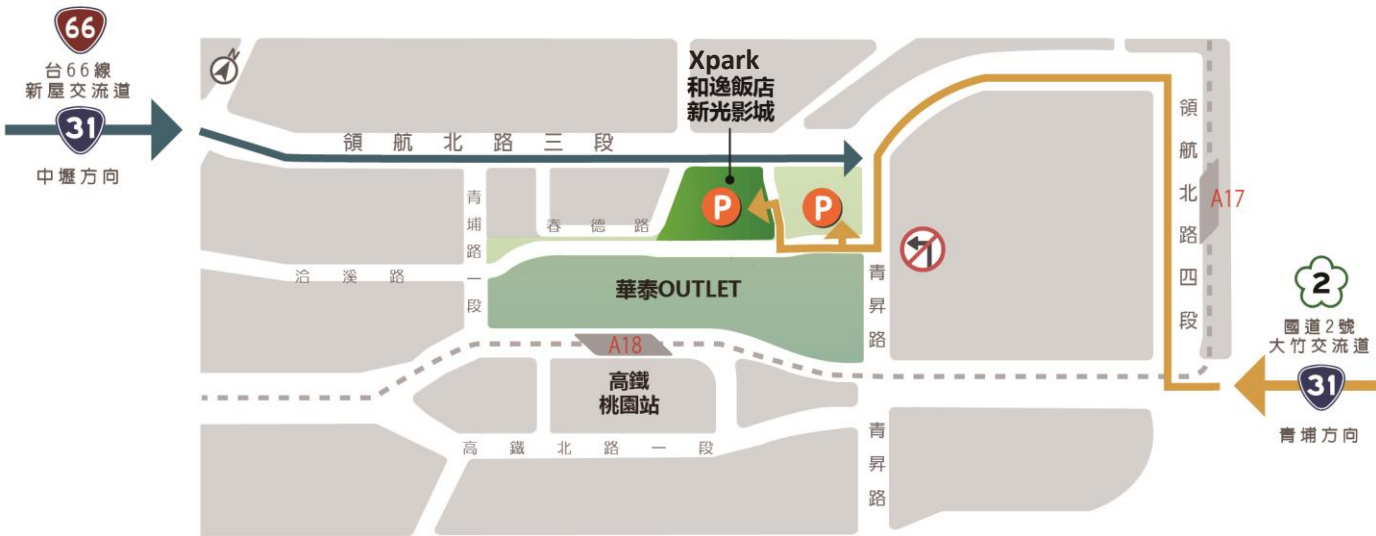 66
台66線
新屋交流道
31
中壢方向
N
Xpark
和逸飯店
新光影城
領航北路三段
P
P
青埔路一段
春德路
洽溪路
華泰OUTLET
青昇路
領航北路四段
A17
A18
高鐵
桃園站
高鐵北路一段
青昇路
2
國道2號
大竹交流道
31
青埔方向